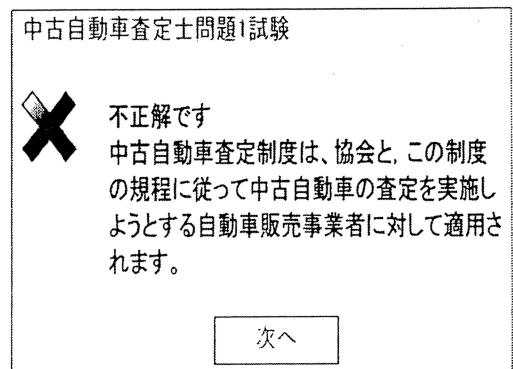 中古自動車査定士問題1試験
不正解です
中古自動車査定制度は、協会と, この制度
の規程に従って中古自動車の査定を実施し
ようとする自動車販売事業者に対して適用さ
れます。
次へ